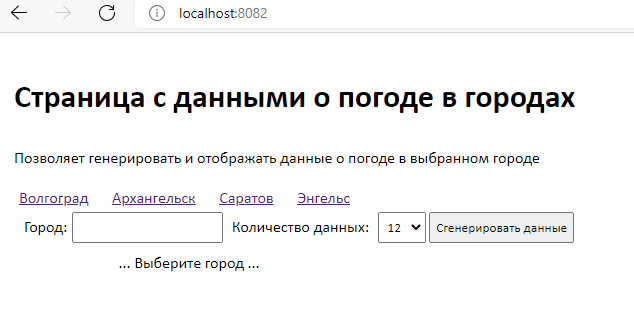 localhost:8082
Страница с данными о погоде в городах
Позволяет генерировать и отображать данные о погоде в выбранном городе
Волгоград Архангельск Саратов Энгельс
Город: Количество данных: 12 Сгенерировать данные
... Выберите город ...